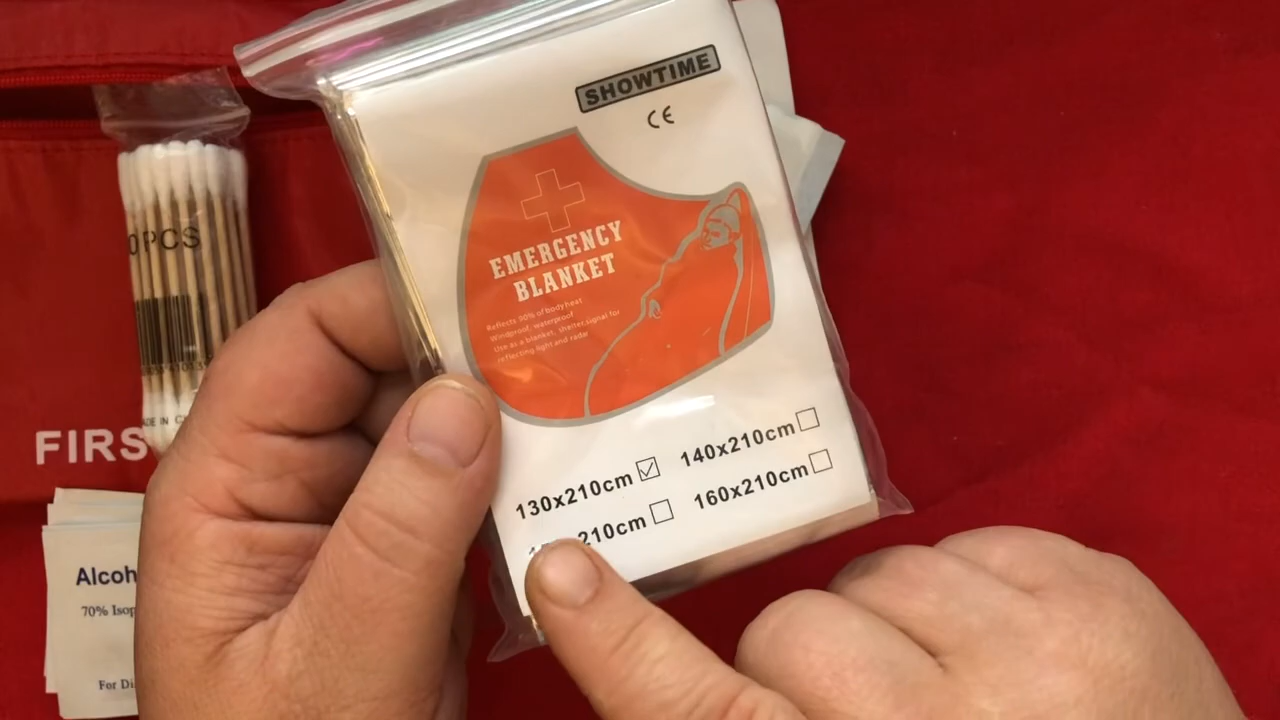 SHOWTIME
CE
EMERGENCY
BLANKET
Reflects 90% of body heat
Windproof, waterproof
Use as a blanket, shelter, signal for
reflecting light and radar
130x210cm
140x210cm
210cm
160x210cm
0PCS
FIRS
Alcoh
70% Isop
For Di